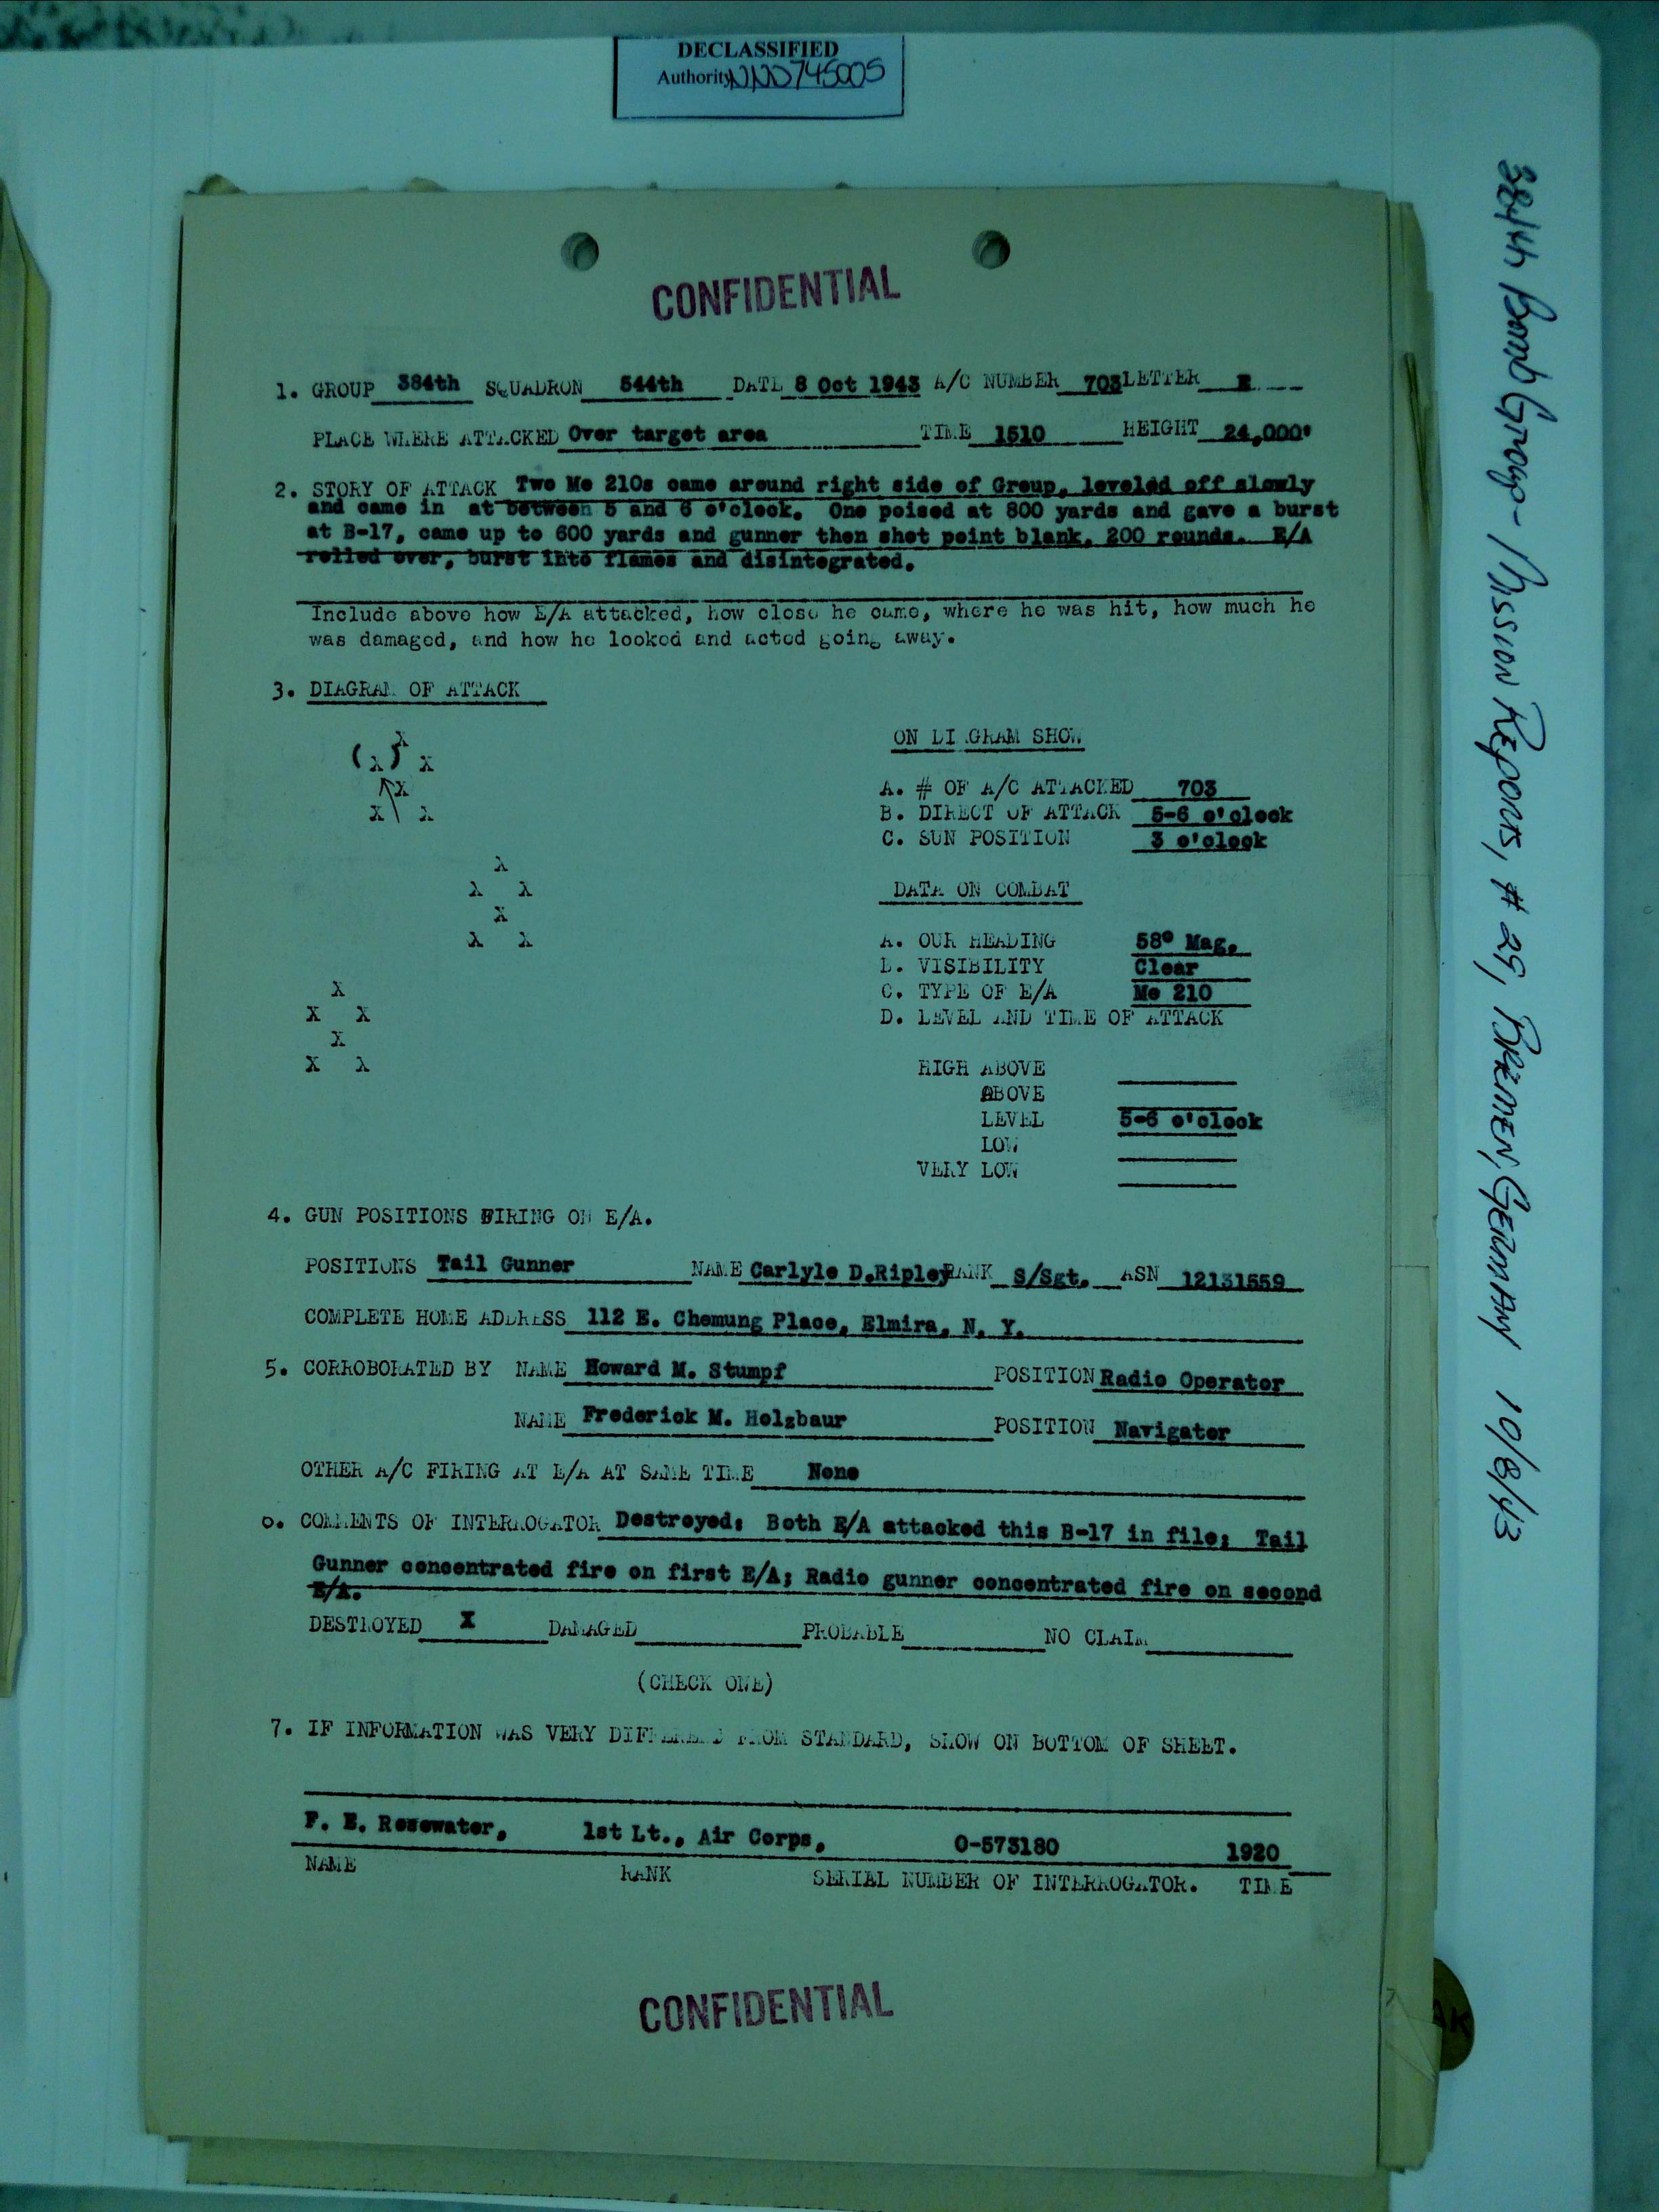 DECLASSIFIED
Authority NND745005
CONFIDENTIAL
1. GROUP 384th SQUADRON 544th DATE 8 Oct 1943 A/C NUMBER 703 LETTER
PLACE WHERE ATTACKED Over target area TIME 1510 HEIGHT 24,000'
2. STORY OF ATTACK Two Me 210s came around right side of Group, leveled off slowly
and came in at between 5 and 6 o'clock. One poised at 800 yards and gave a burst
at B-17, came up to 600 yards and gunner then shot point blank, 200 rounds. E/A
rolled over, burst into flames and disintegrated.
Include above how E/A attacked, how close he came, where he was hit, how much he
was damaged, and how he looked and acted going away.
3. DIAGRAM OF ATTACK
X
( X ) X
X
X X
X
X X
X
X X
X
X X
X
X X
ON DIAGRAM SHOW
A. # OF A/C ATTACKED 703
B. DIRECT OF ATTACK 5-6 o'clock
C. SUN POSITION 3 o'clock
DATA ON COMBAT
A. OUR HEADING 58° Mag.
B. VISIBILITY Clear
C. TYPE OF E/A Me 210
D. LEVEL AND TIME OF ATTACK
HIGH ABOVE
ABOVE
LEVEL 5-6 o'clock
LOW
VERY LOW
4. GUN POSITIONS FIRING ON E/A.
POSITIONS Tail Gunner NAME Carlyle D.Ripley RANK S/Sgt. ASN 12131559
COMPLETE HOME ADDRESS 112 E. Chemung Place, Elmira, N. Y.
5. CORROBORATED BY NAME Howard M. Stumpf POSITION Radio Operator
NAME Frederick M. Holzbaur POSITION Navigator
OTHER A/C FIRING AT E/A AT SAME TIME None
6. COMMENTS OF INTERROGATOR Destroyed: Both E/A attacked this B-17 in file; Tail
Gunner concentrated fire on first E/A; Radio gunner concentrated fire on second
E/A.
DESTROYED X DAMAGED PROBABLE NO CLAIM
(CHECK ONE)
7. IF INFORMATION WAS VERY DIFFERENT FROM STANDARD, SHOW ON BOTTOM OF SHEET.
F. E. Rosewater, 1st Lt., Air Corps, 0-573180 1920
NAME RANK SERIAL NUMBER OF INTERROGATOR. TIME
CONFIDENTIAL
384th Bomb Group - Mission Reports, # 25, BREMEN, GERMANY 10/8/43